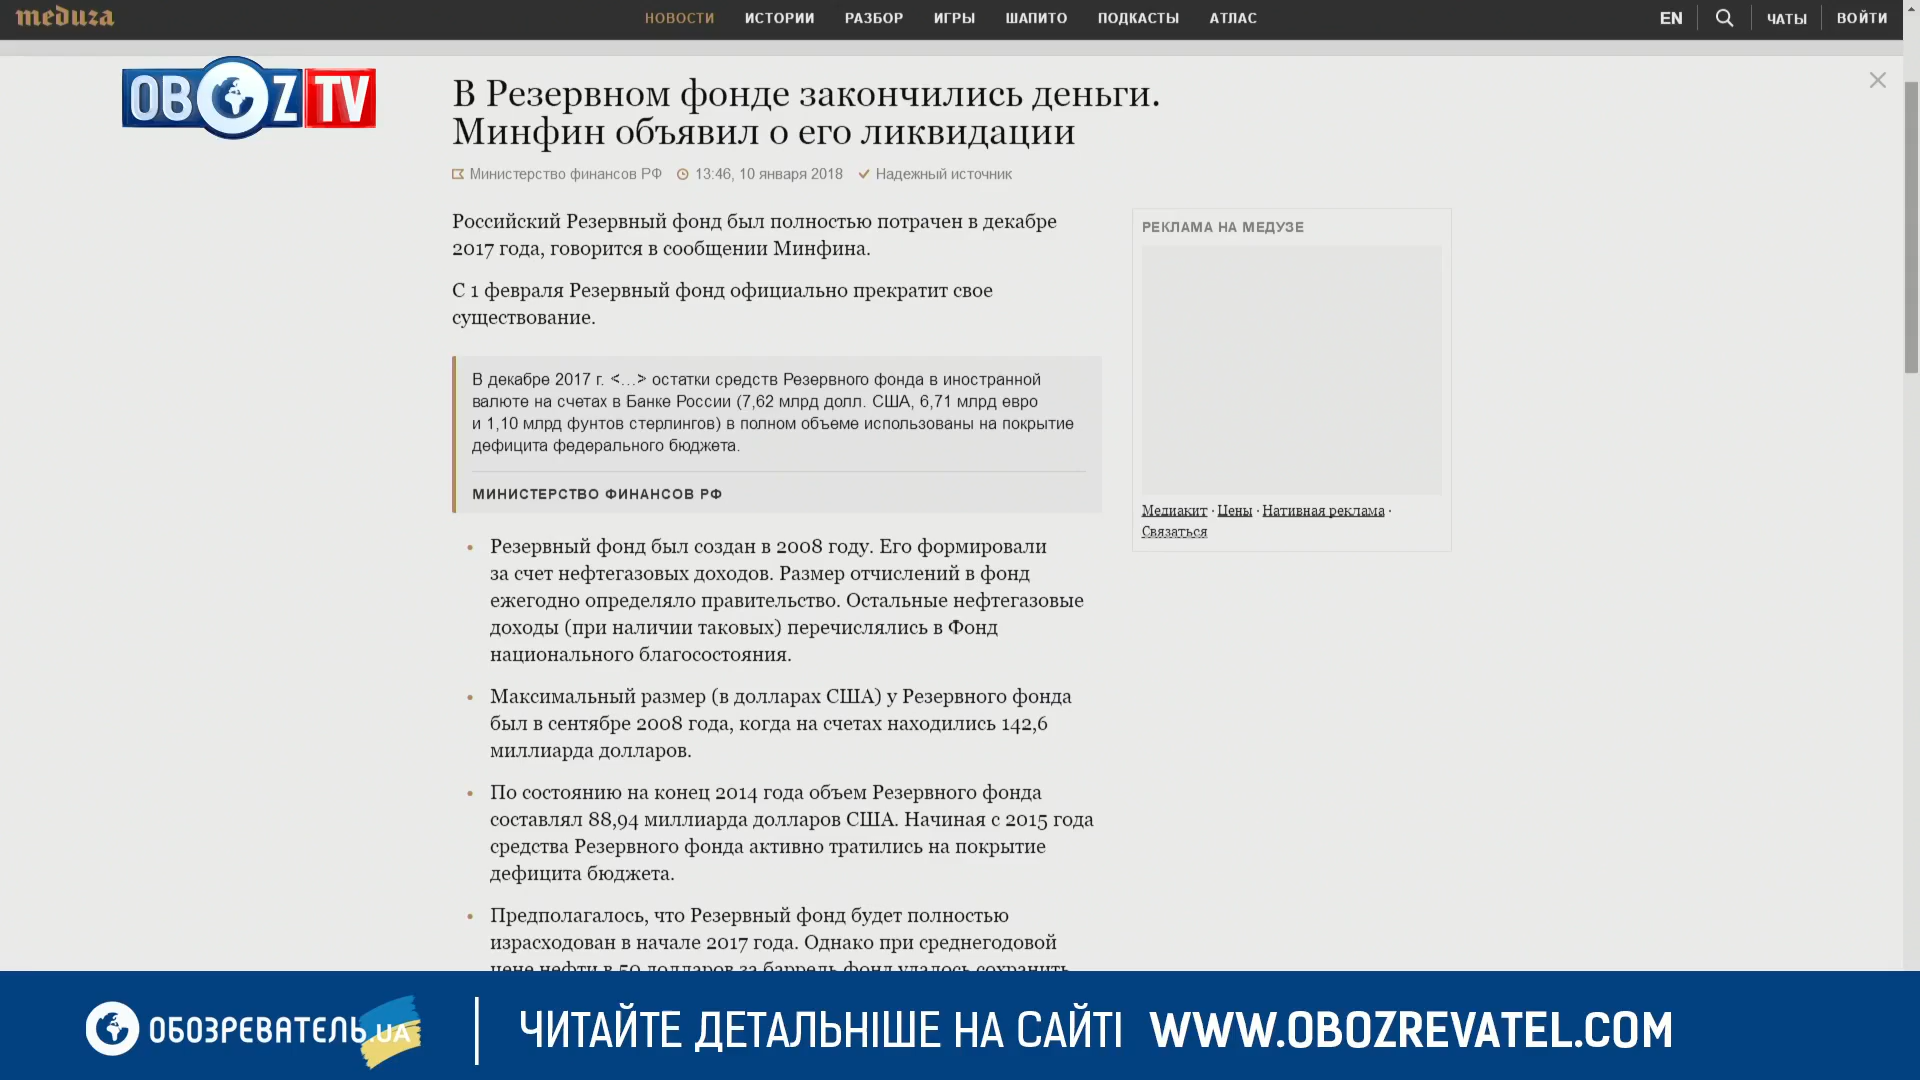 meduza
НОВОСТИ ИСТОРИИ РАЗБОР ИГРЫ ШАПИТО ПОДКАСТЫ АТЛАС
EN ЧАТЫ ВОЙТИ
OBOZ TV
В Резервном фонде закончились деньги.
Минфин объявил о его ликвидации
Министерство финансов РФ 13:46, 10 января 2018 Надежный источник
Российский Резервный фонд был полностью потрачен в декабре
2017 года, говорится в сообщении Минфина.
С 1 февраля Резервный фонд официально прекратит свое
существование.
В декабре 2017 г. <…> остатки средств Резервного фонда в иностранной
валюте на счетах в Банке России (7,62 млрд долл. США, 6,71 млрд евро
и 1,10 млрд фунтов стерлингов) в полном объеме использованы на покрытие
дефицита федерального бюджета.
МИНИСТЕРСТВО ФИНАНСОВ РФ
• Резервный фонд был создан в 2008 году. Его формировали
за счет нефтегазовых доходов. Размер отчислений в фонд
ежегодно определяло правительство. Остальные нефтегазовые
доходы (при наличии таковых) перечислялись в Фонд
национального благосостояния.
• Максимальный размер (в долларах США) у Резервного фонда
был в сентябре 2008 года, когда на счетах находились 142,6
миллиарда долларов.
• По состоянию на конец 2014 года объем Резервного фонда
составлял 88,94 миллиарда долларов США. Начиная с 2015 года
средства Резервного фонда активно тратились на покрытие
дефицита бюджета.
• Предполагалось, что Резервный фонд будет полностью
израсходован в начале 2017 года. Однако при среднегодовой
цене нефти в 50 долларов за баррель фонд удалось сохранить
РЕКЛАМА НА МЕДУЗЕ
Медиакит · Цены · Нативная реклама ·
Связаться
ОБОЗРЕВАТЕЛЬ.UA
ЧИТАЙТЕ ДЕТАЛЬНІШЕ НА САЙТІ WWW.OBOZREVATEL.COM